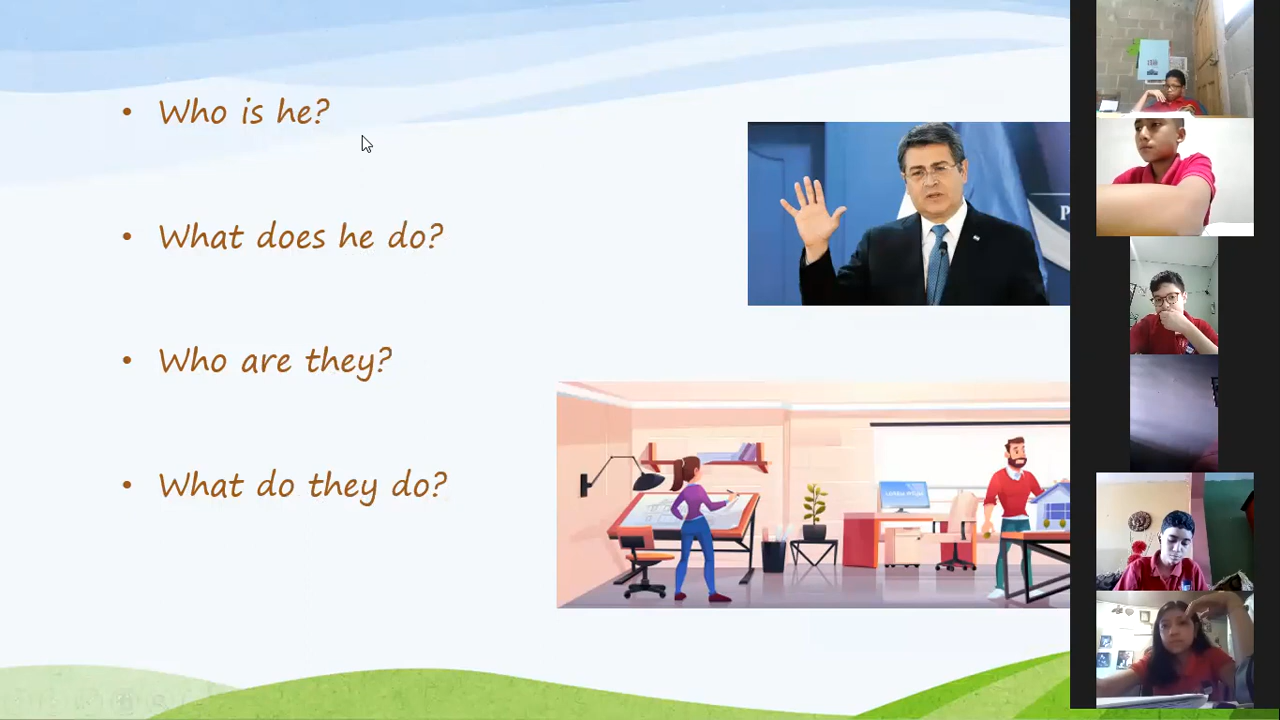 • Who is he?
• What does he do?
• Who are they?
• What do they do?
P